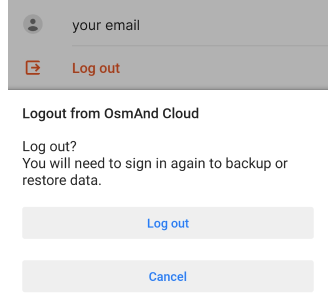 your email
Log out
Logout from OsmAnd Cloud
Log out?
You will need to sign in again to backup or
restore data.
Log out
Cancel